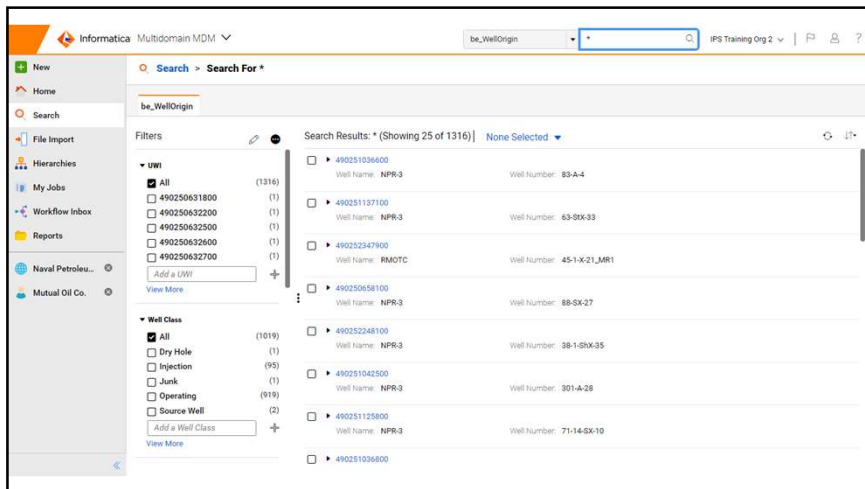 Informatica Multidomain MDM
be_WellOrigin
*
IPS Training Org 2
?
New
Home
Search
File Import
Hierarchies
My Jobs
Workflow Inbox
Reports
Naval Petroleu...
Mutual Oil Co.
Search > Search For *
be_WellOrigin
Filters
UWI
All (1316)
490250631800 (1)
490250632200 (1)
490250632500 (1)
490250632600 (1)
490250632700 (1)
Add a UWI
View More
Well Class
All (1019)
Dry Hole (1)
Injection (95)
Junk (1)
Operating (919)
Source Well (2)
Add a Well Class
View More
Search Results: * (Showing 25 of 1316) None Selected
490251036600
Well Name: NPR-3 Well Number: 83-A-4
490251137100
Well Name: NPR-3 Well Number: 63-StX-33
490252347900
Well Name: RMOTC Well Number: 45-1-X-21_MR1
490250658100
Well Name: NPR-3 Well Number: 88-SX-27
490252248100
Well Name: NPR-3 Well Number: 38-1-ShX-35
490251042500
Well Name: NPR-3 Well Number: 301-A-28
490251125800
Well Name: NPR-3 Well Number: 71-14-SX-10
490251036800